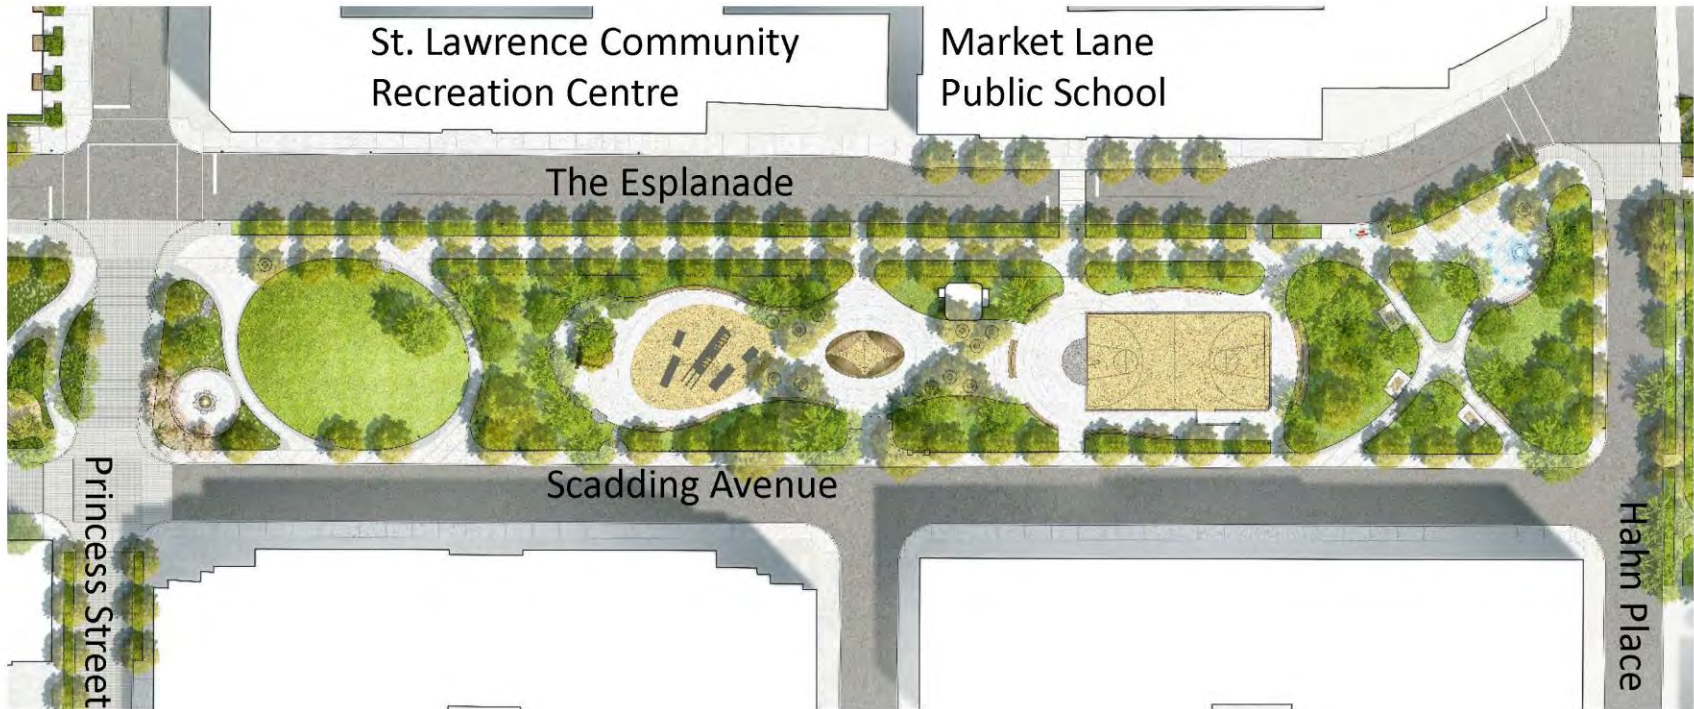 St. Lawrence Community
Recreation Centre
Market Lane
Public School
The Esplanade
Scadding Avenue
Princess Street
Hahn Place